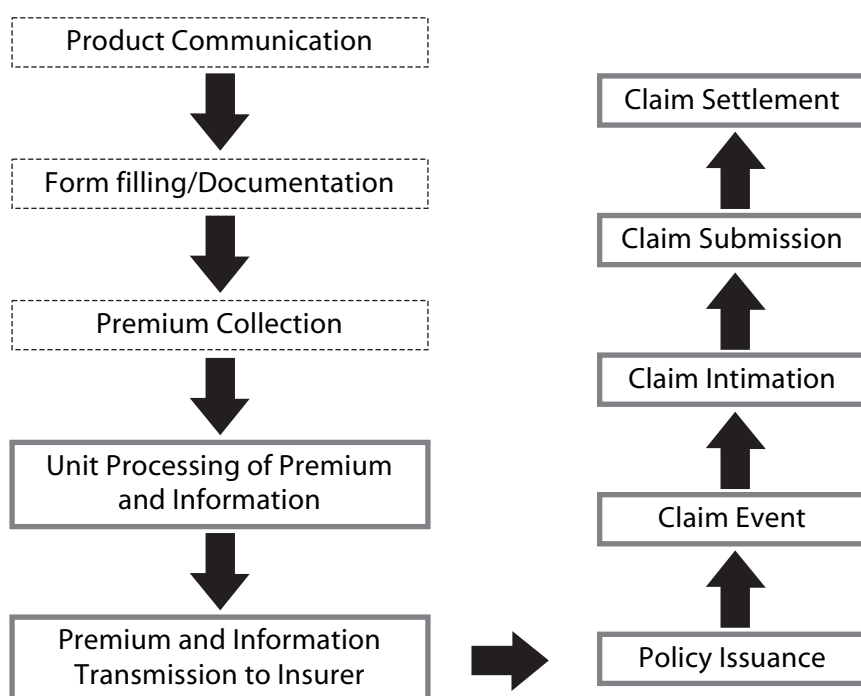 Product Communication
Form filling/Documentation
Premium Collection
Unit Processing of Premium
and Information
Premium and Information
Transmission to Insurer
Policy Issuance
Claim Event
Claim Intimation
Claim Submission
Claim Settlement